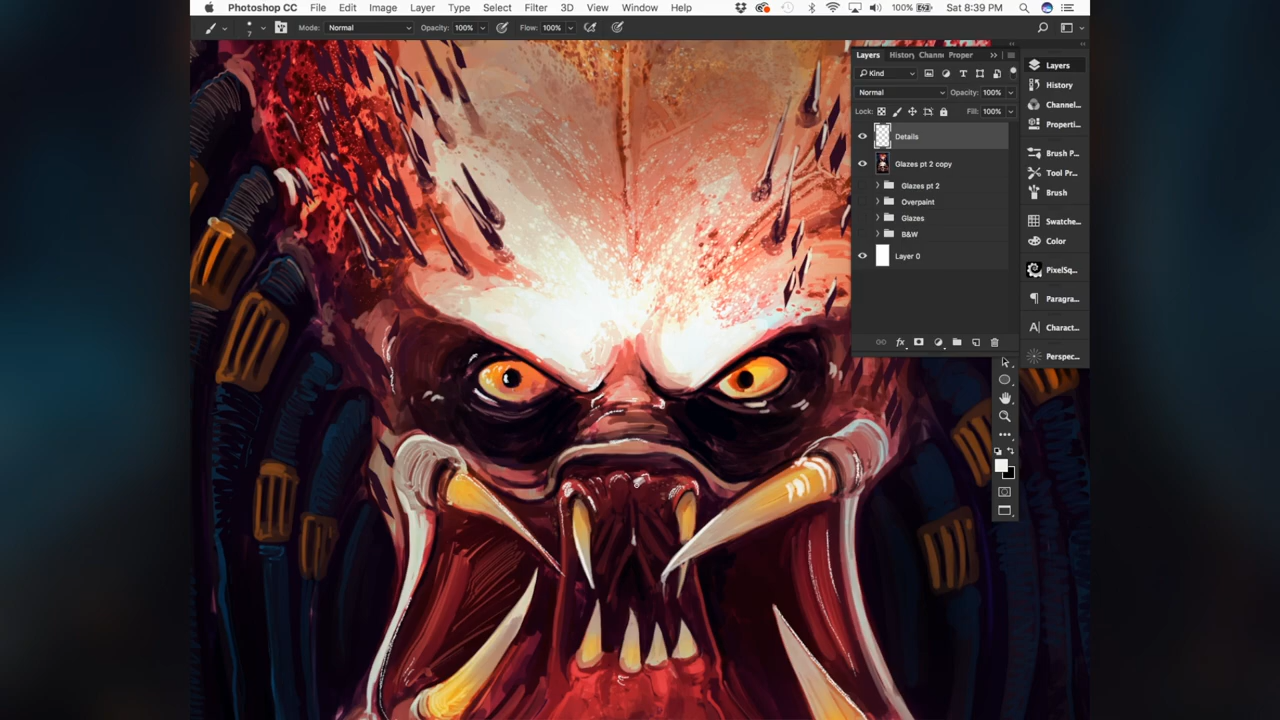 Photoshop CC File Edit Image Layer Type Select Filter 3D View Window Help 100% Sat 8:39 PM
7 Mode: Normal Opacity: 100% Flow: 100%
Layers History Chann Proper
Kind
Normal Opacity: 100%
Lock: Fill: 100%
Details
Glazes pt 2 copy
Glazes pt 2
Overpaint
Glazes
B&W
Layer 0
fx
Layers
History
Channel...
Properti...
Brush P...
Tool Pr...
Brush
Swatche...
Color
PixelSq...
Paragra...
Charact...
Perspec...